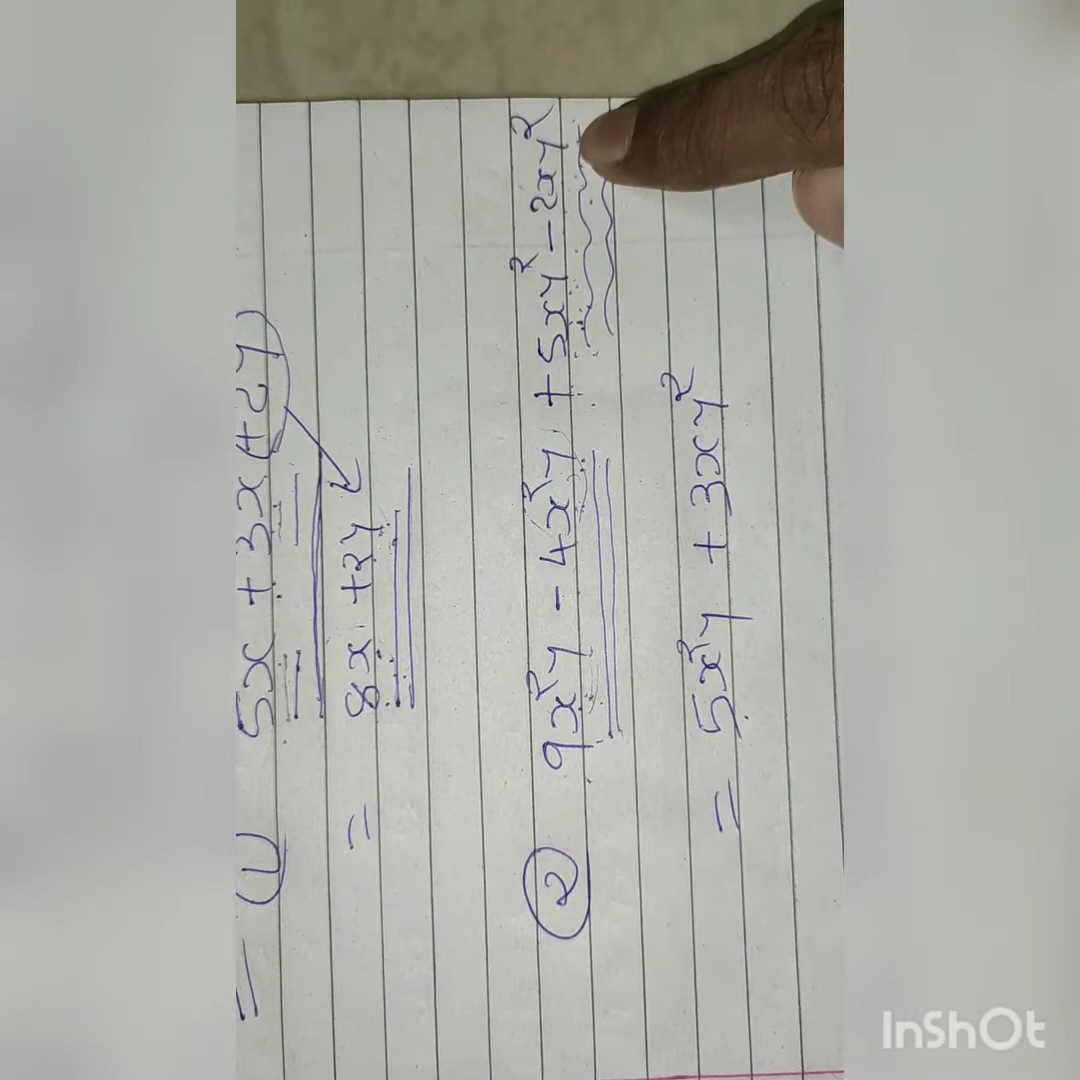 ① 5x + 3x + 2y
= 8x + 2y
② 9x²y - 4x²y + 5xy² - 2xy²
= 5x²y + 3xy²
InShOt